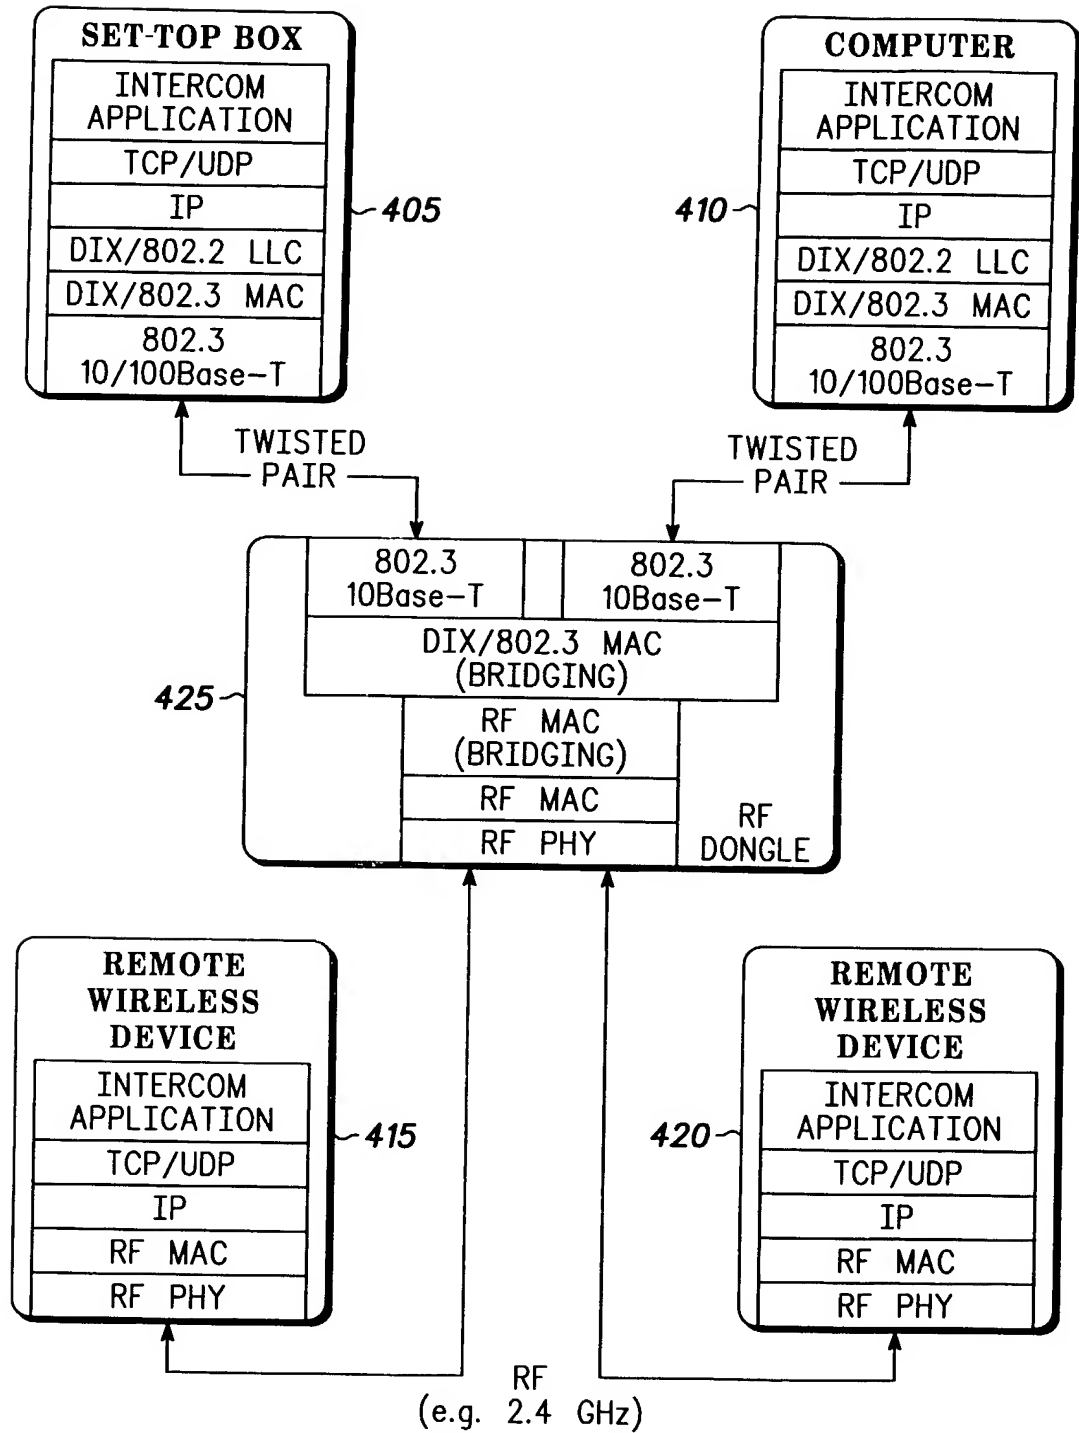 SET-TOP BOX
INTERCOM
APPLICATION
TCP/UDP
IP
DIX/802.2 LLC
DIX/802.3 MAC
802.3
10/100Base-T
405
COMPUTER
INTERCOM
APPLICATION
TCP/UDP
IP
DIX/802.2 LLC
DIX/802.3 MAC
802.3
10/100Base-T
410
TWISTED
PAIR
TWISTED
PAIR
802.3
10Base-T
802.3
10Base-T
DIX/802.3 MAC
(BRIDGING)
425
RF MAC
(BRIDGING)
RF MAC
RF PHY
RF
DONGLE
REMOTE
WIRELESS
DEVICE
INTERCOM
APPLICATION
TCP/UDP
IP
RF MAC
RF PHY
415
REMOTE
WIRELESS
DEVICE
INTERCOM
APPLICATION
TCP/UDP
IP
RF MAC
RF PHY
420
RF
(e.g. 2.4 GHz)